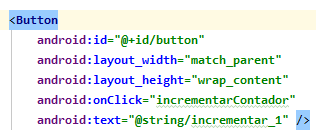 <Button
android:id="@+id/button"
android:layout_width="match_parent"
android:layout_height="wrap_content"
android:onClick="incrementarContador"
android:text="@string/incrementar_1" />